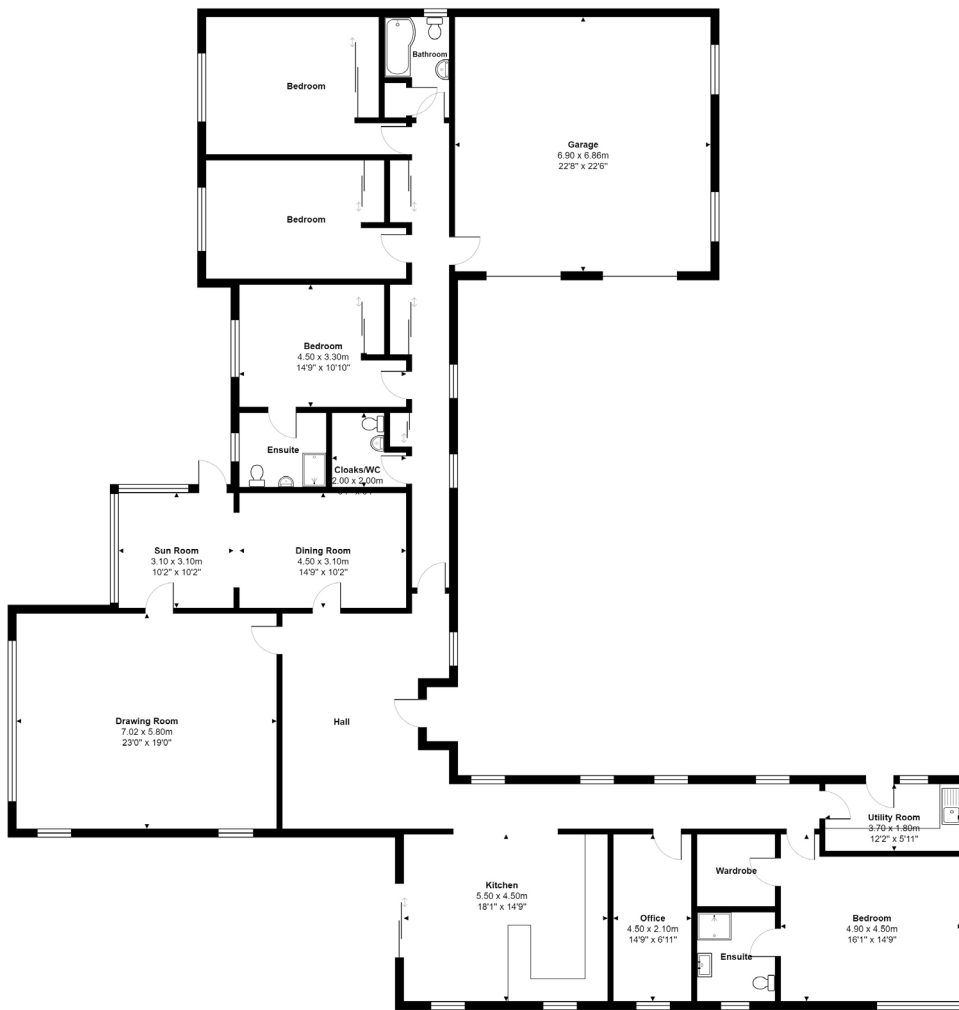 Bedroom
Bathroom
Garage
6.90 x 6.86m
22'8" x 22'6"
Bedroom
Bedroom
4.50 x 3.30m
14'9" x 10'10"
Ensuite
Cloaks/WC
2.00 x 2.00m
Sun Room
3.10 x 3.10m
10'2" x 10'2"
Dining Room
4.50 x 3.10m
14'9" x 10'2"
Drawing Room
7.02 x 5.80m
23'0" x 19'0"
Hall
Utility Room
3.70 x 1.80m
12'2" x 5'11"
Kitchen
5.50 x 4.50m
18'1" x 14'9"
Office
4.50 x 2.10m
14'9" x 6'11"
Wardrobe
Ensuite
Bedroom
4.90 x 4.50m
16'1" x 14'9"